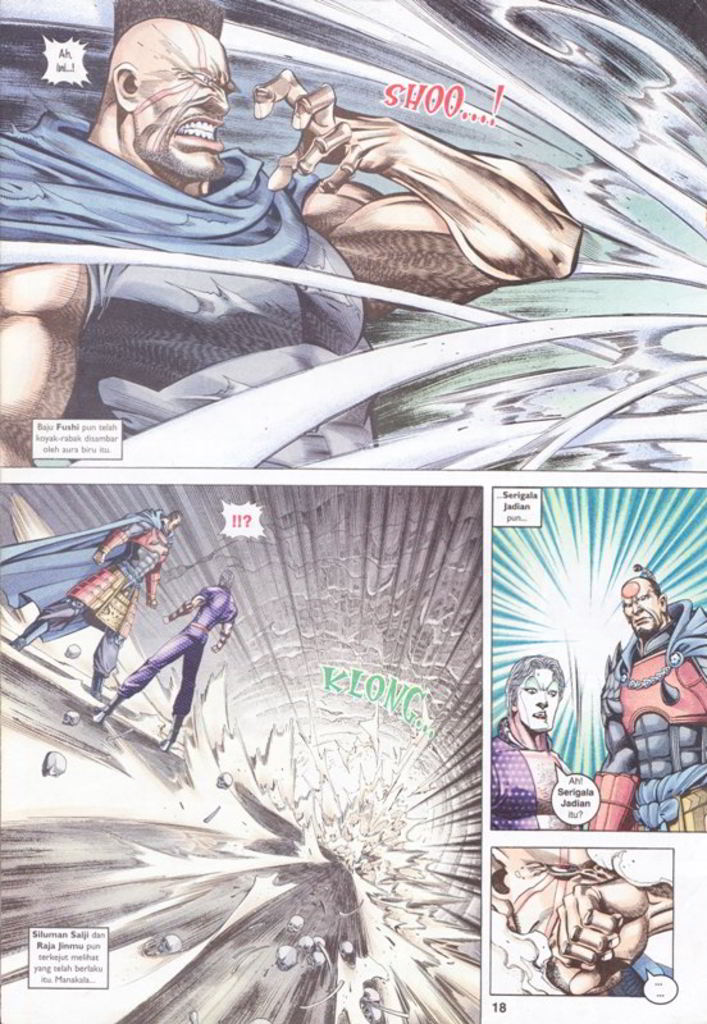 Ah,
ini...!
SHOO....!
Baju Fushi pun telah
koyak-rabak disambar
oleh aura biru itu.
!!?
KLONG...
Siluman Salji dan
Raja Jinmu pun
terkejut melihat
yang telah berlaku
itu. Manakala...
..Serigala
Jadian
pun...
Ah!
Serigala
Jadian
itu?
...
...
18